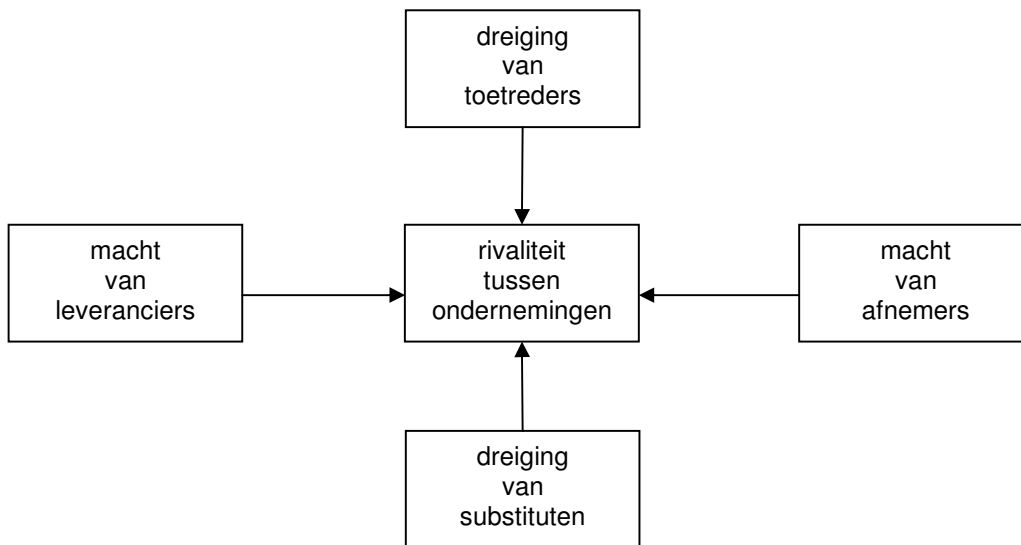 dreiging
van
toetreders
macht
van
leveranciers
rivaliteit
tussen
ondernemingen
macht
van
afnemers
dreiging
van
substituten